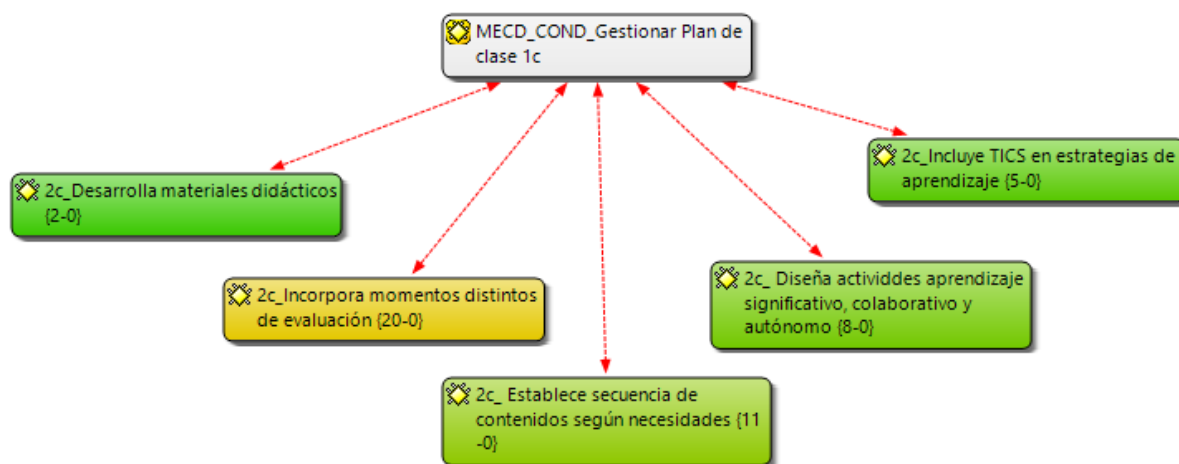 MECD_COND_Gestionar Plan de
clase 1c
2c_Incluye TICS en estrategias de
aprendizaje {5-0}
2c_Desarrolla materiales didácticos
{2-0}
2c_ Diseña actividdes aprendizaje
significativo, colaborativo y
autónomo {8-0}
2c_Incorpora momentos distintos
de evaluación {20-0}
2c_ Establece secuencia de
contenidos según necesidades {11
-0}